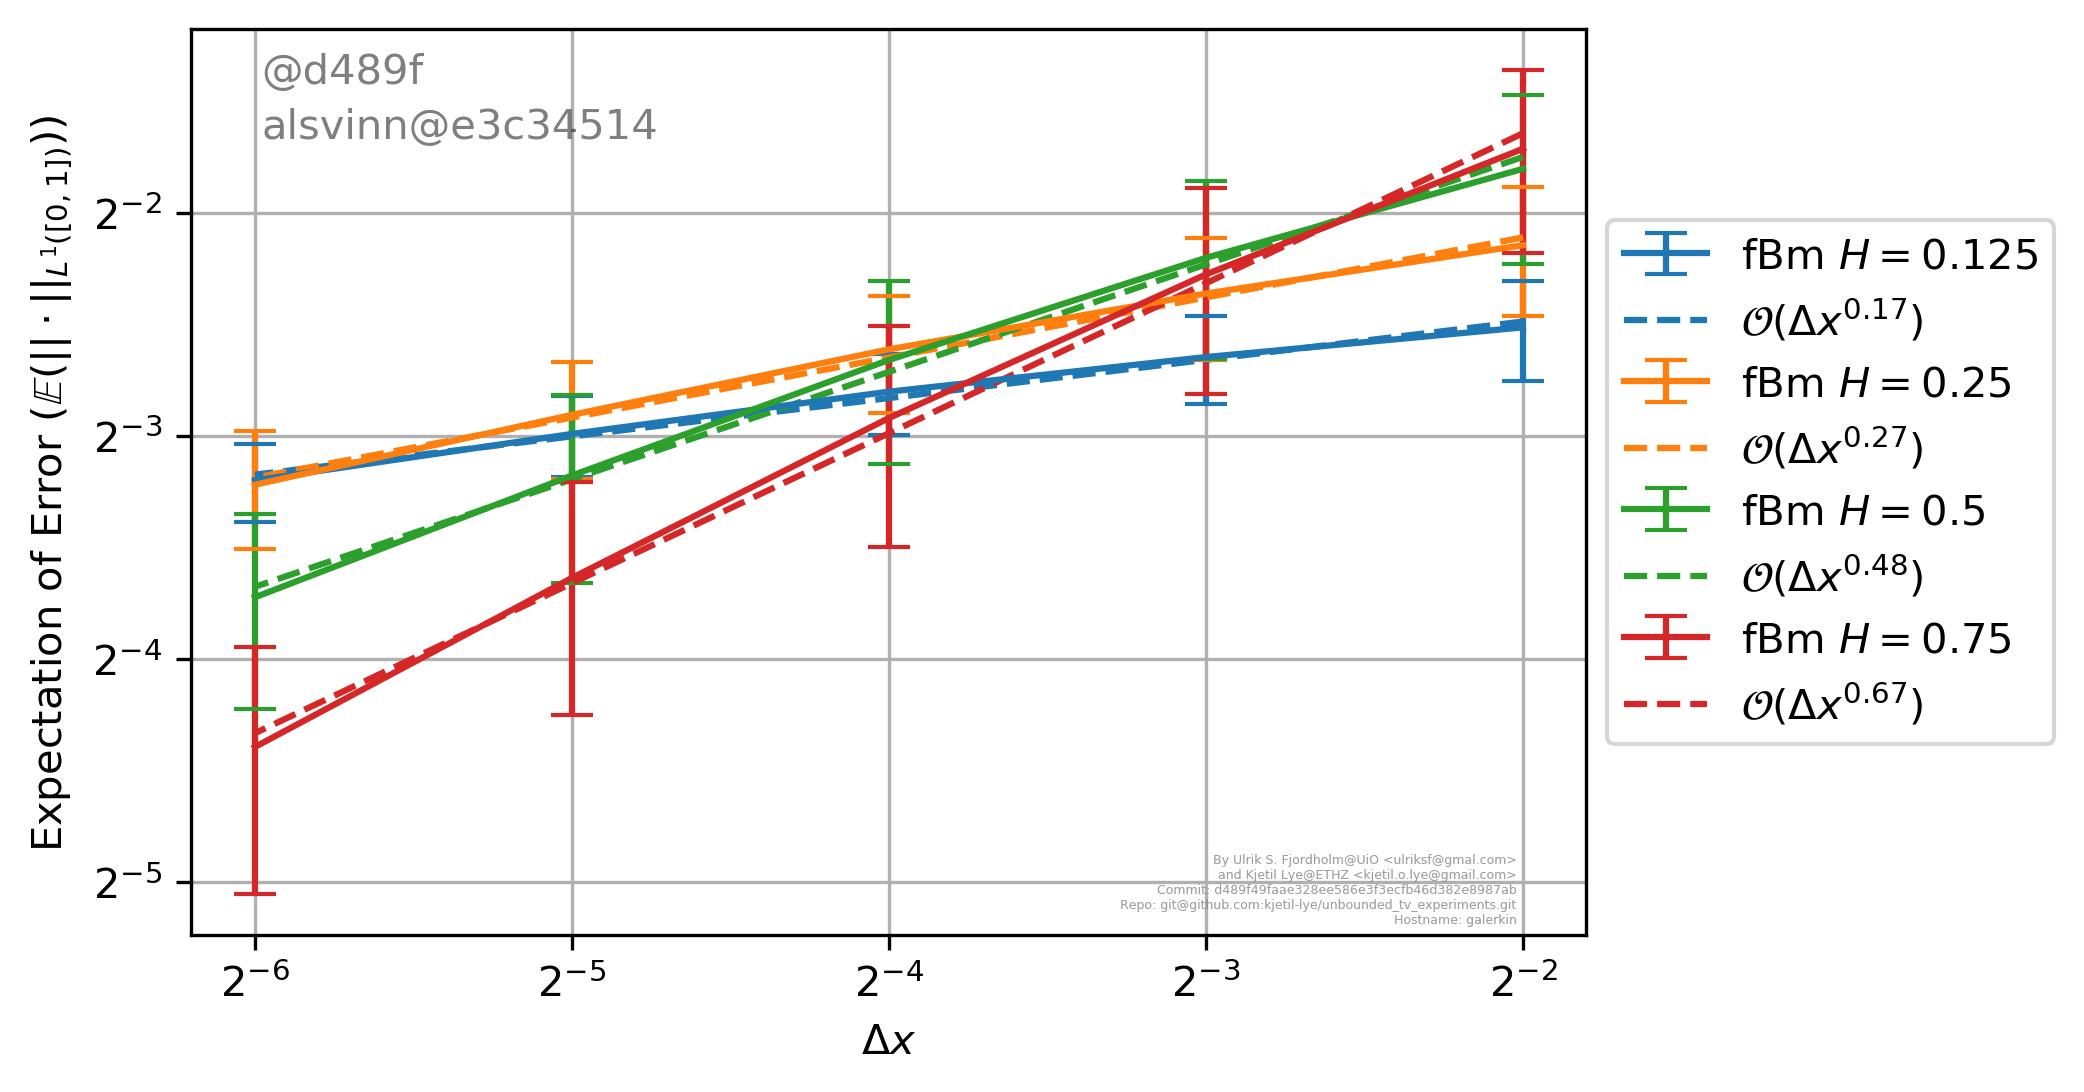 @d489f
alsvinn@e3c34514
Expectation of Error (𝔼(|| · ||_{L^1([0,1])}))
2^{-2}
2^{-3}
2^{-4}
2^{-5}
By Ulrik S. Fjordholm@UiO <ulriksf@gmal.com>
and Kjetil Lye@ETHZ <kjetil.o.lye@gmail.com>
Commit: d489f49faae328ee586e3f3ecfb46d382e8987ab
Repo: git@github.com:kjetil-lye/unbounded_tv_experiments.git
Hostname: galerkin
2^{-6} 2^{-5} 2^{-4} 2^{-3} 2^{-2}
Δx
fBm H = 0.125
𝒪(Δx^{0.17})
fBm H = 0.25
𝒪(Δx^{0.27})
fBm H = 0.5
𝒪(Δx^{0.48})
fBm H = 0.75
𝒪(Δx^{0.67})